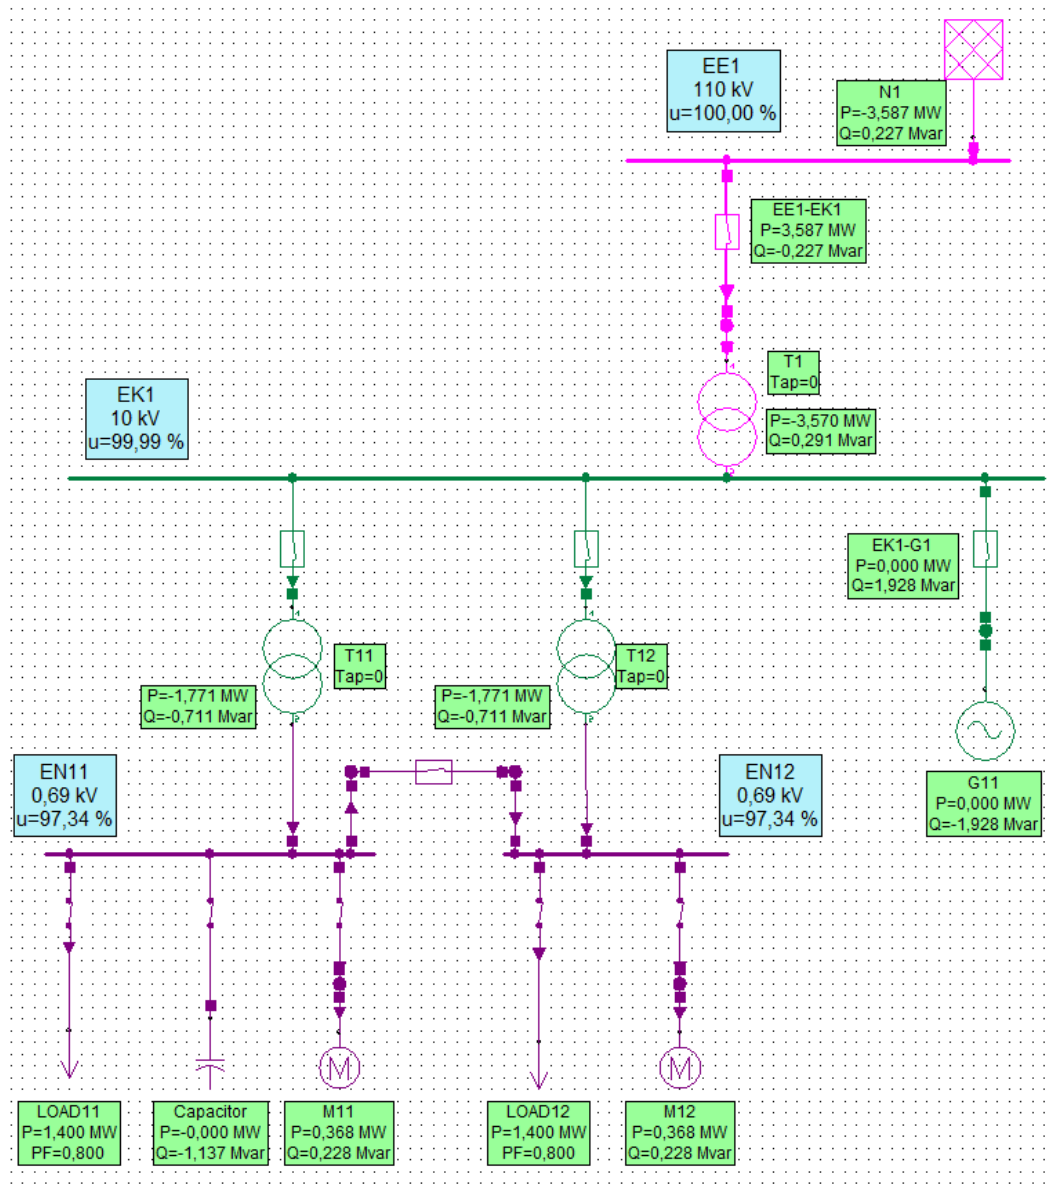 EE1
110 kV
u=100,00 %
N1
P=-3,587 MW
Q=0,227 Mvar
EE1-EK1
P=3,587 MW
Q=-0,227 Mvar
T1
Tap=0
P=-3,570 MW
Q=0,291 Mvar
EK1
10 kV
u=99,99 %
EK1-G1
P=0,000 MW
Q=1,928 Mvar
T11
Tap=0
P=-1,771 MW
Q=-0,711 Mvar
T12
Tap=0
P=-1,771 MW
Q=-0,711 Mvar
G11
P=0,000 MW
Q=-1,928 Mvar
EN11
0,69 kV
u=97,34 %
EN12
0,69 kV
u=97,34 %
M
M
LOAD11
P=1,400 MW
PF=0,800
Capacitor
P=-0,000 MW
Q=-1,137 Mvar
M11
P=0,368 MW
Q=0,228 Mvar
LOAD12
P=1,400 MW
PF=0,800
M12
P=0,368 MW
Q=0,228 Mvar